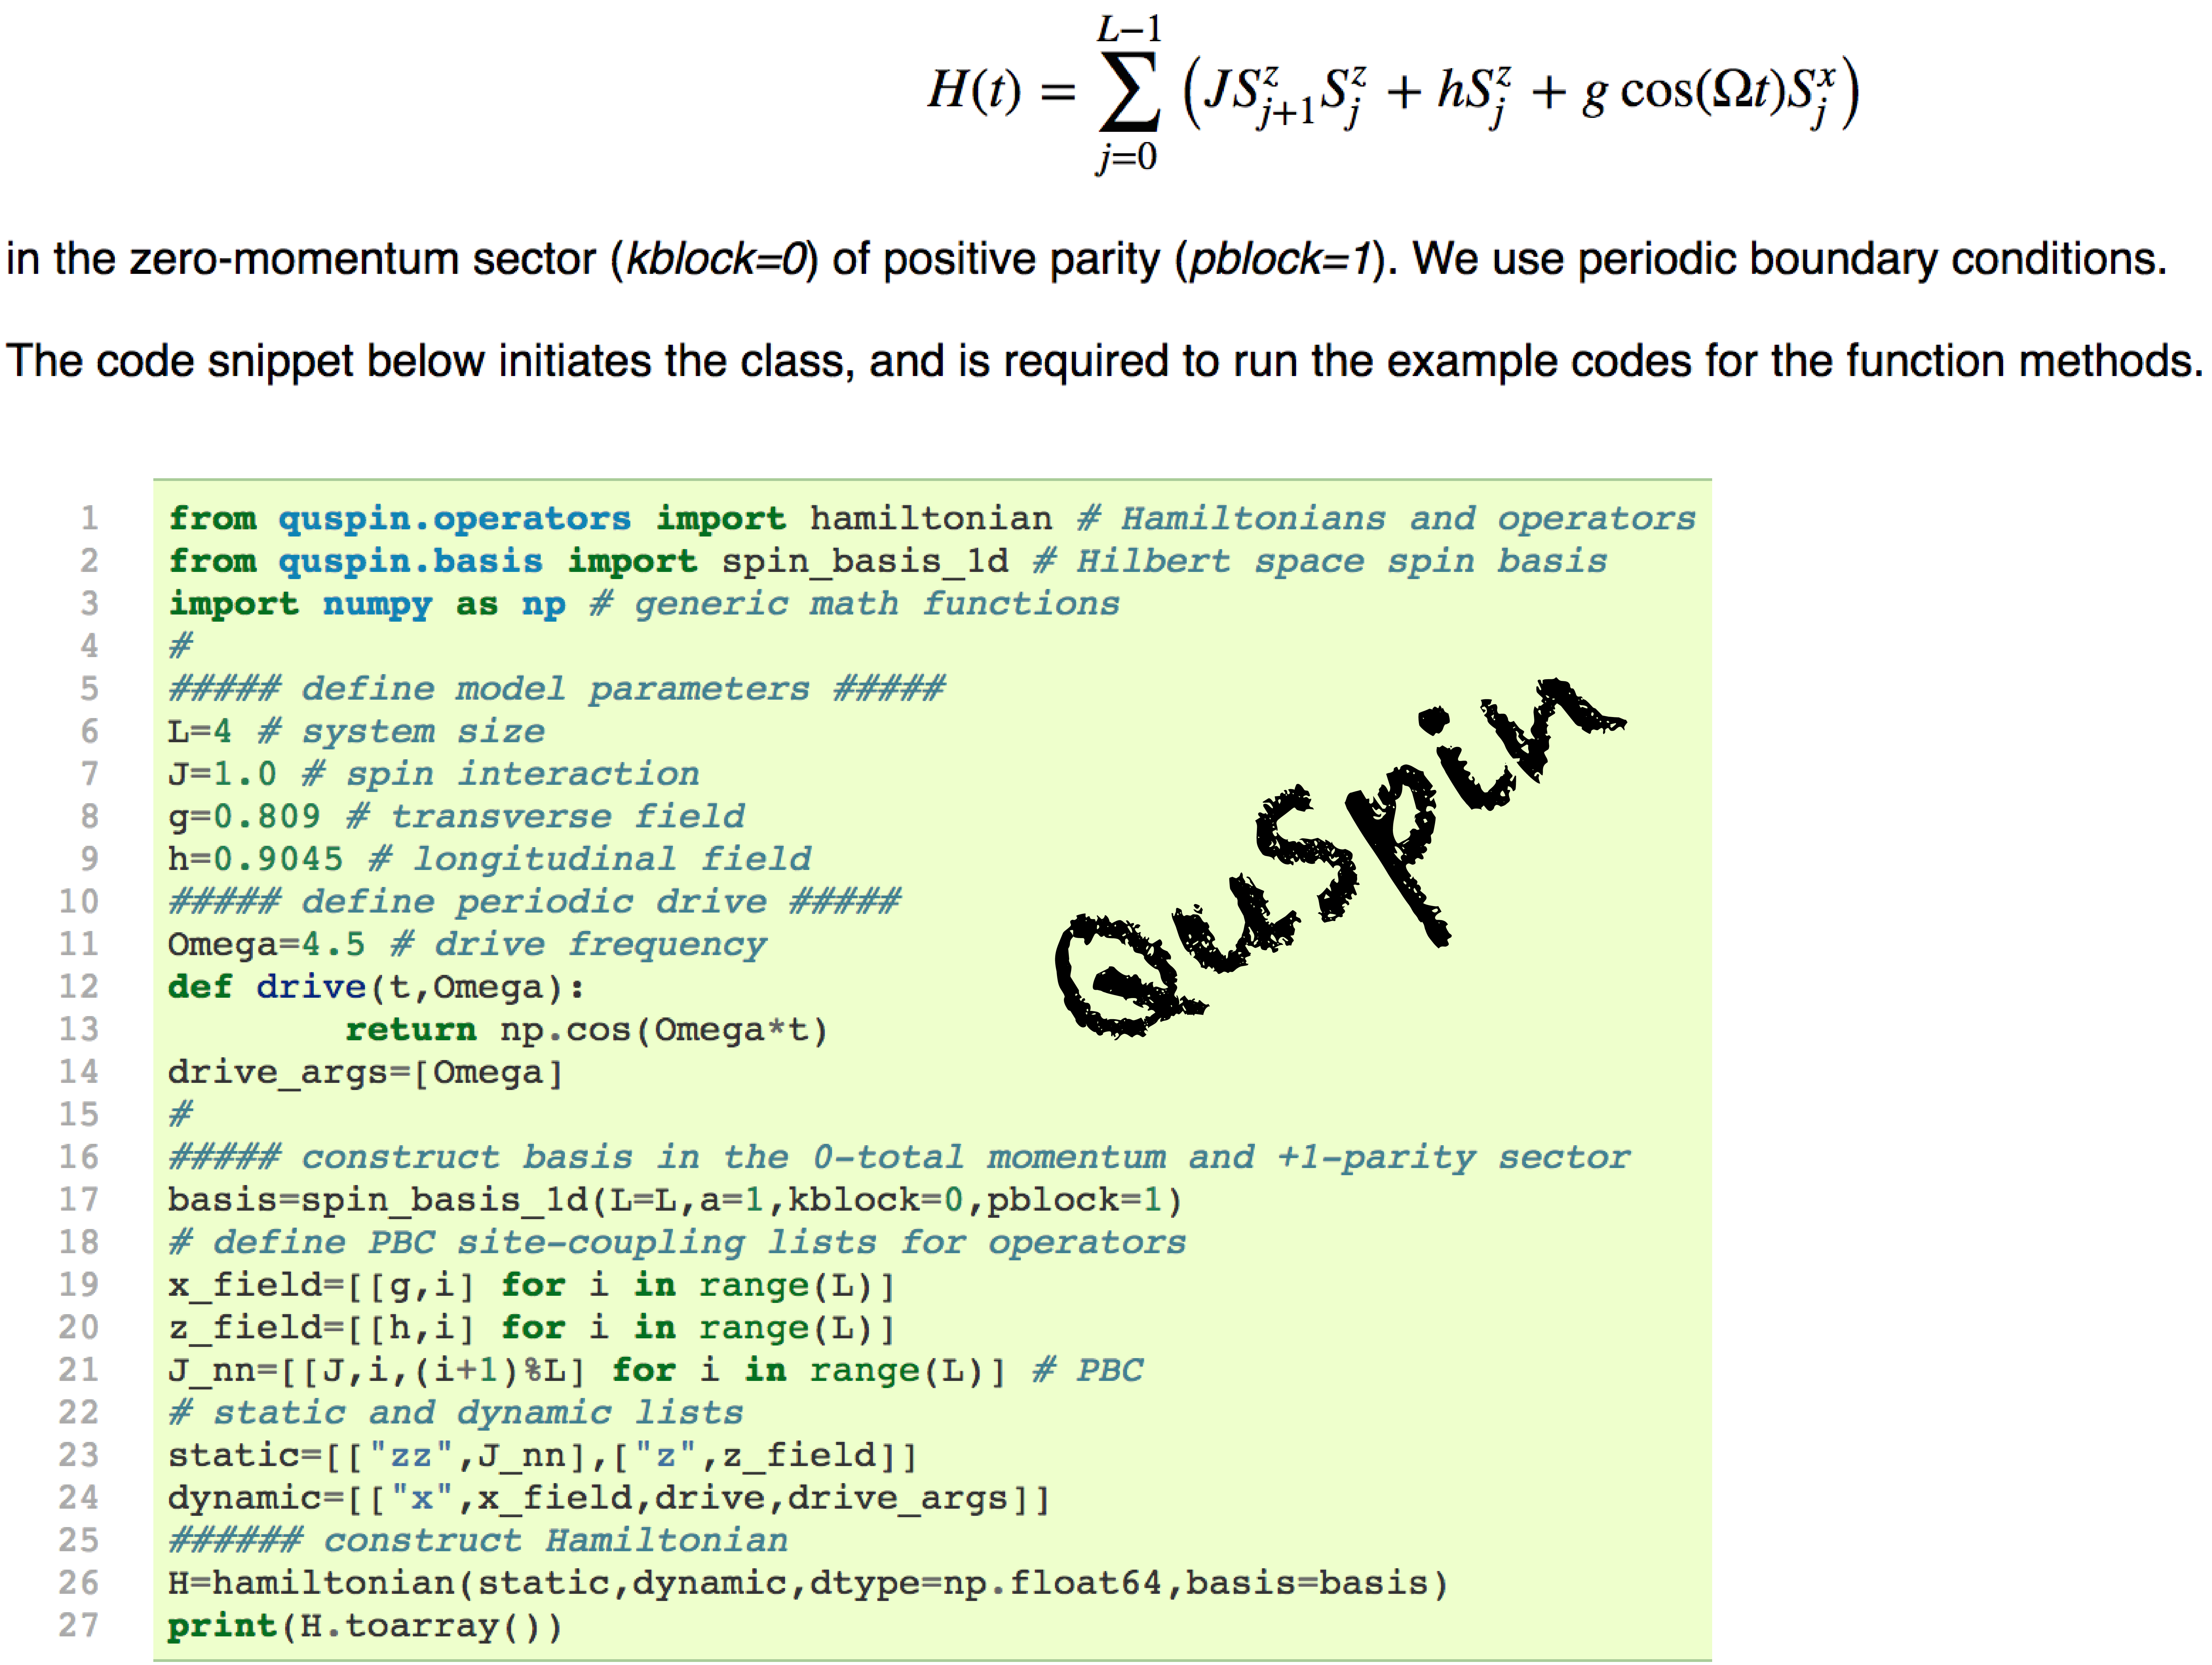 H(t) = \sum_{j=0}^{L-1} ( J S^z_{j+1} S^z_j + h S^z_j + g cos(Ωt) S^x_j )
in the zero-momentum sector (kblock=0) of positive parity (pblock=1). We use periodic boundary conditions.
The code snippet below initiates the class, and is required to run the example codes for the function methods.
1 from quspin.operators import hamiltonian # Hamiltonians and operators
2 from quspin.basis import spin_basis_1d # Hilbert space spin basis
3 import numpy as np # generic math functions
4 #
5 ##### define model parameters #####
6 L=4 # system size
7 J=1.0 # spin interaction
8 g=0.809 # transverse field
9 h=0.9045 # longitudinal field
10 ##### define periodic drive #####
11 Omega=4.5 # drive frequency
12 def drive(t,Omega):
13         return np.cos(Omega*t)
14 drive_args=[Omega]
15 #
16 ##### construct basis in the 0-total momentum and +1-parity sector
17 basis=spin_basis_1d(L=L,a=1,kblock=0,pblock=1)
18 # define PBC site-coupling lists for operators
19 x_field=[[g,i] for i in range(L)]
20 z_field=[[h,i] for i in range(L)]
21 J_nn=[[J,i,(i+1)%L] for i in range(L)] # PBC
22 # static and dynamic lists
23 static=[["zz",J_nn],["z",z_field]]
24 dynamic=[["x",x_field,drive,drive_args]]
25 ###### construct Hamiltonian
26 H=hamiltonian(static,dynamic,dtype=np.float64,basis=basis)
27 print(H.toarray())
QuSpin